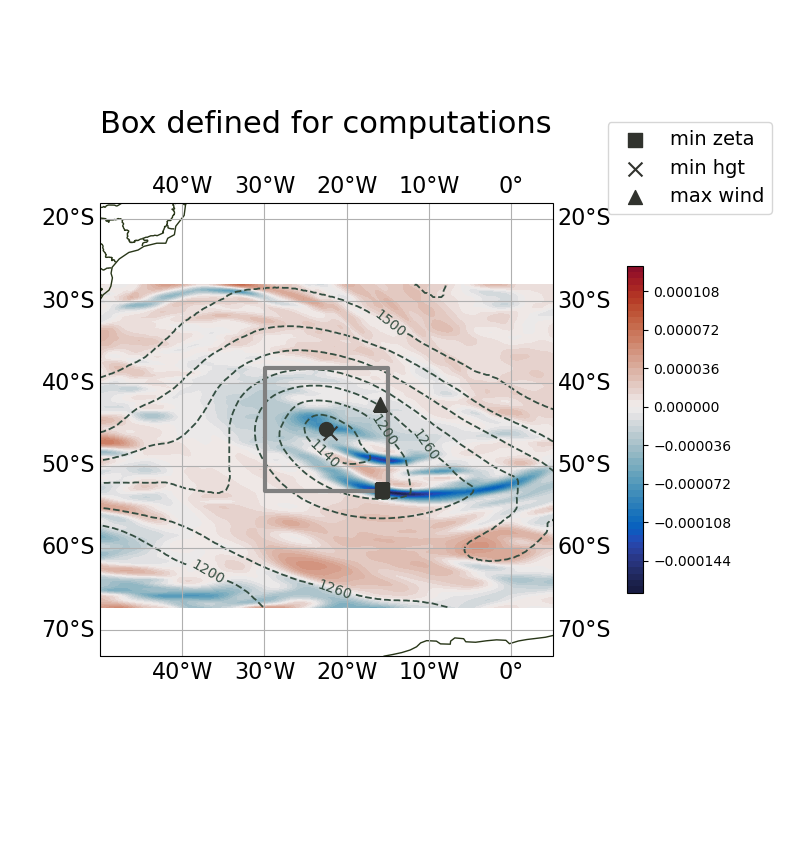 Box defined for computations
min zeta
min hgt
max wind
40°W 30°W 20°W 10°W 0°
20°S 20°S
30°S 30°S
40°S 40°S
50°S 50°S
60°S 60°S
70°S 70°S
40°W 30°W 20°W 10°W 0°
1500
1200
1260
1140
1200
1260
0.000108
0.000072
0.000036
0.000000
−0.000036
−0.000072
−0.000108
−0.000144